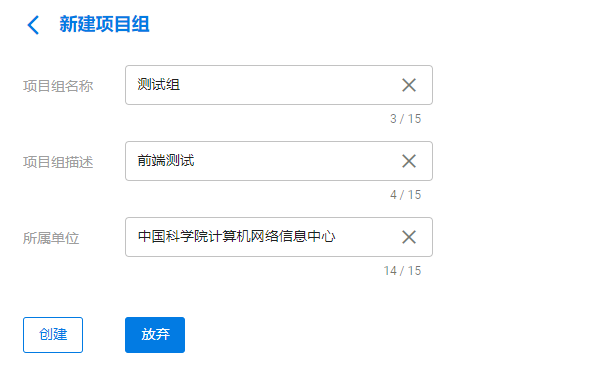 新建项目组
项目组名称 测试组
3 / 15
项目组描述 前端测试
4 / 15
所属单位 中国科学院计算机网络信息中心
14 / 15
创建 放弃